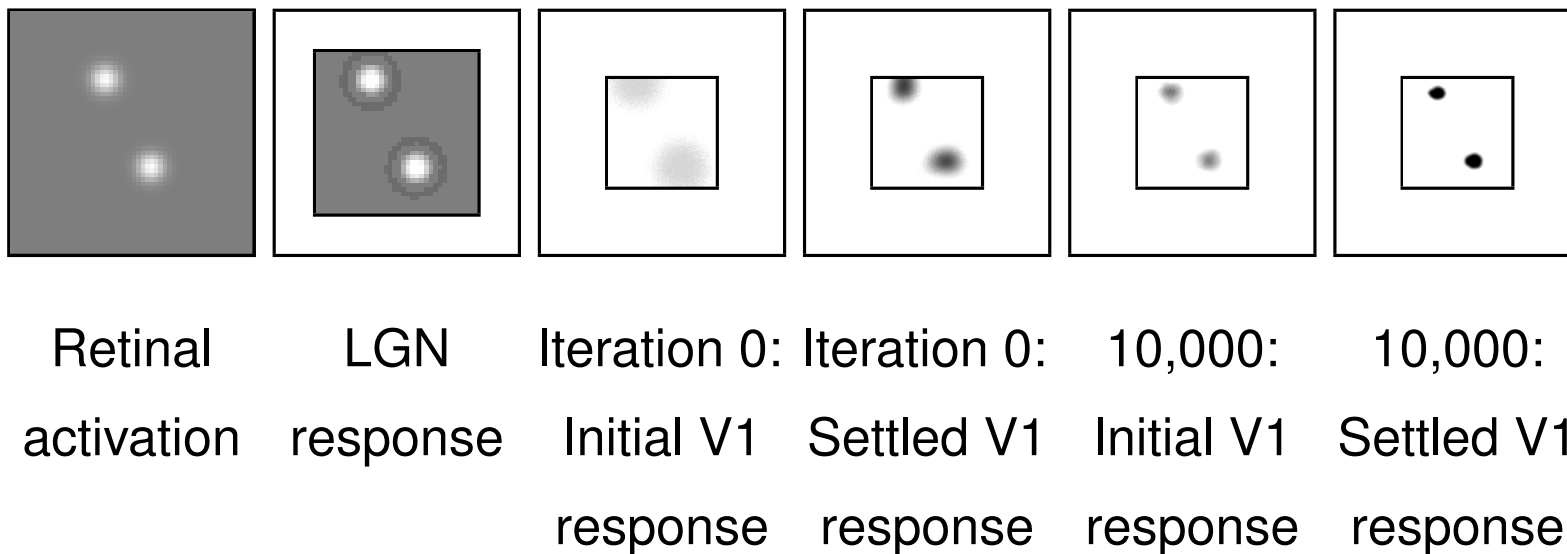 Retinal activation
LGN response
Iteration 0: Initial V1 response
Iteration 0: Settled V1 response
10,000: Initial V1 response
10,000: Settled V1 response